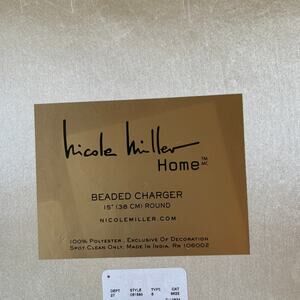 Nicole Miller
Home™ MC
BEADED CHARGER
15" (38 CM) ROUND
NICOLEMILLER.COM
100% POLYESTER. EXCLUSIVE OF DECORATION
SPOT CLEAN ONLY. MADE IN INDIA. RN 106002
DEPT STYLE TYPE CAT
27